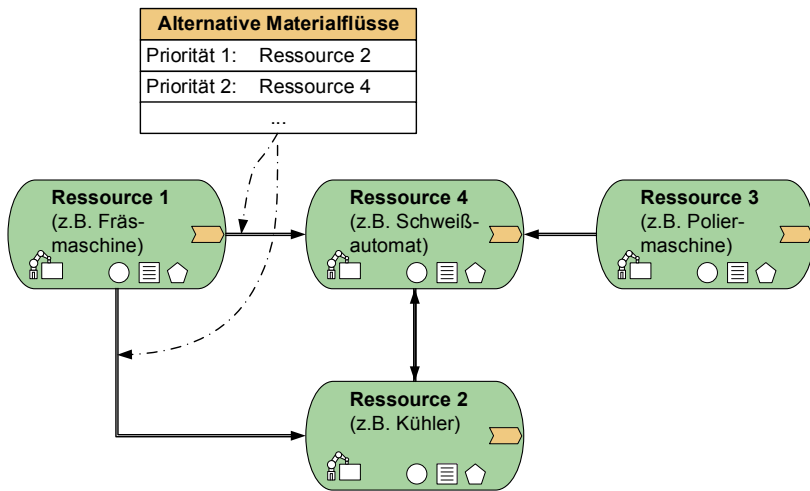 Alternative Materialflüsse
Priorität 1: Ressource 2
Priorität 2: Ressource 4
...
Ressource 1
(z.B. Fräs-
maschine)
Ressource 4
(z.B. Schweiß-
automat)
Ressource 3
(z.B. Polier-
maschine)
Ressource 2
(z.B. Kühler)